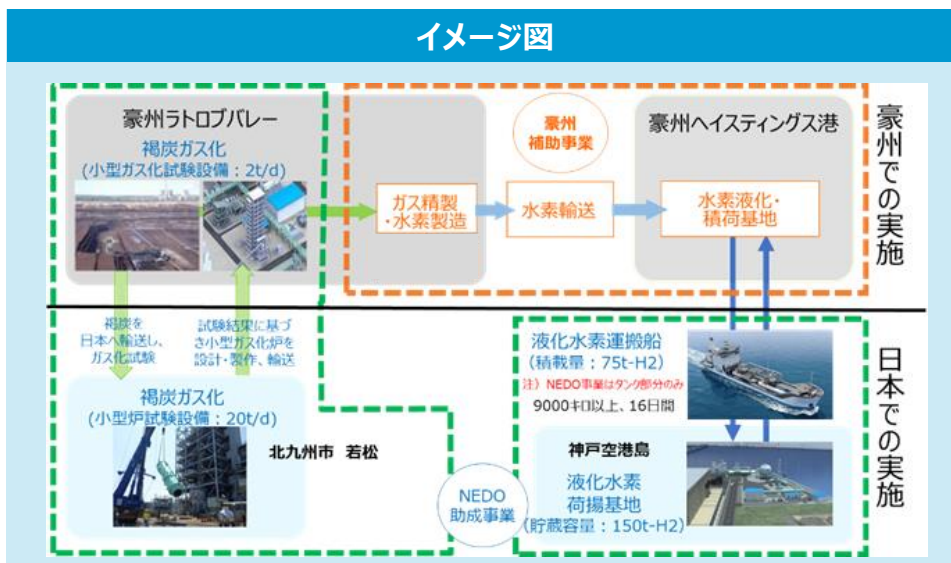 イメージ図
豪州ラトロブバレー
褐炭ガス化
(小型ガス化試験設備：2t/d)
豪州
補助事業
豪州ヘイスティングス港
ガス精製
・水素製造
水素輸送
水素液化・
積荷基地
豪州での実施
褐炭を
日本へ輸送し、
ガス化試験
試験結果に基づ
き小型ガス化炉を
設計・製作、輸送
褐炭ガス化
(小型炉試験設備：20t/d)
北九州市 若松
NEDO
助成事業
液化水素運搬船
(積載量：75t-H2)
注）NEDO事業はタンク部分のみ
9000キロ以上、16日間
神戸空港島
液化水素
荷揚基地
(貯蔵容量：150t-H2)
日本での実施